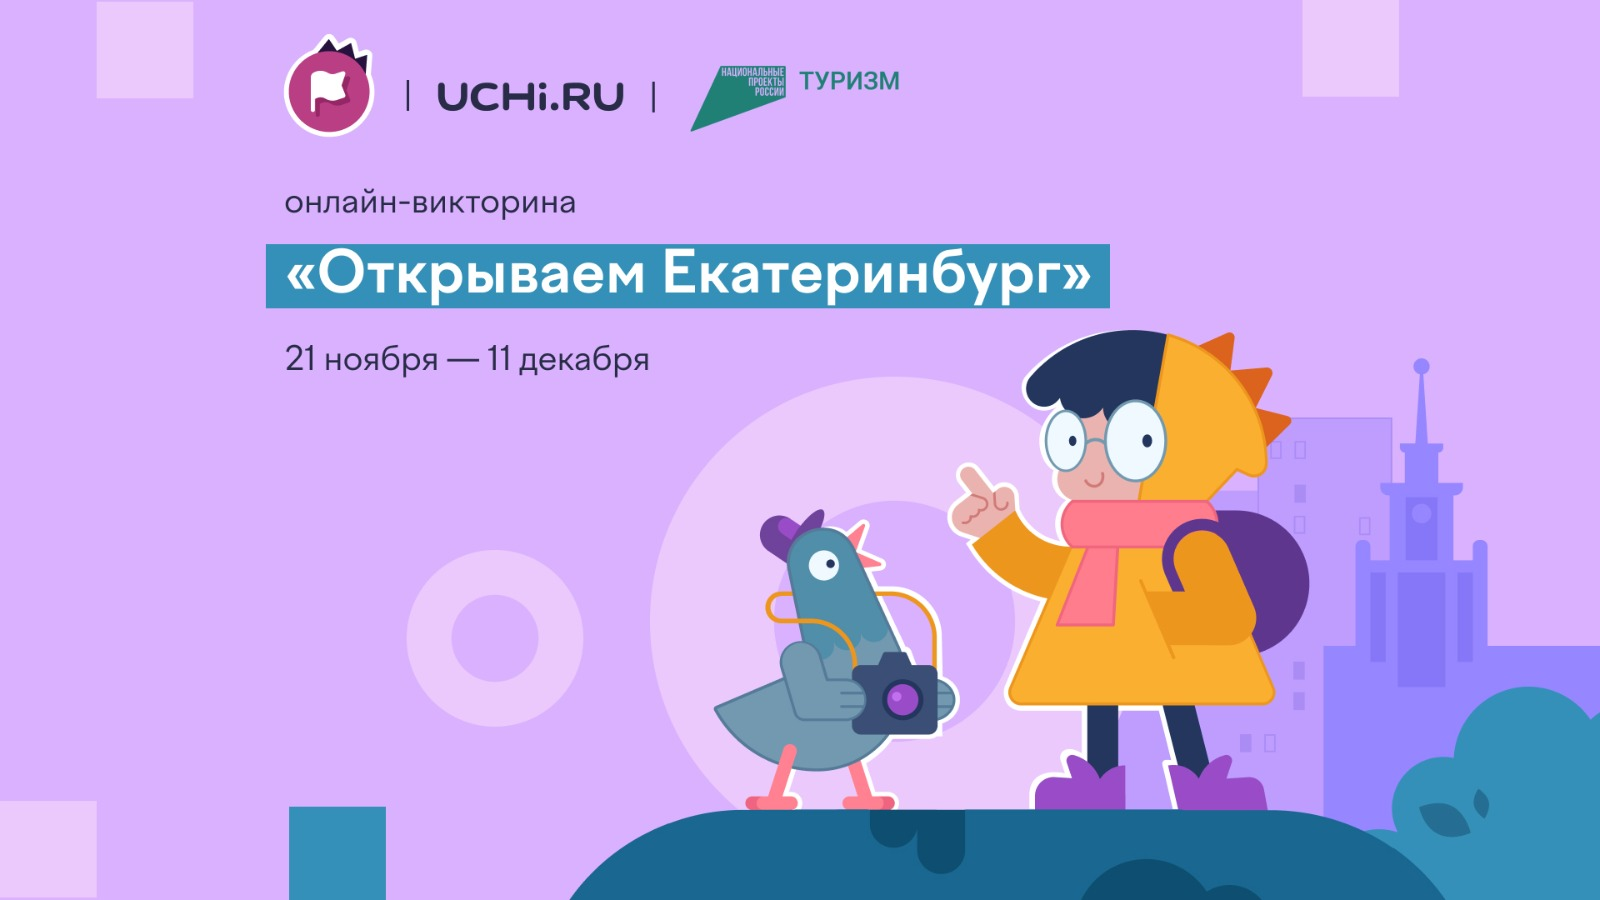 | UCHi.RU |
НАЦИОНАЛЬНЫЕ
ПРОЕКТЫ
РОССИИ
ТУРИЗМ
онлайн-викторина
«Открываем Екатеринбург»
21 ноября — 11 декабря